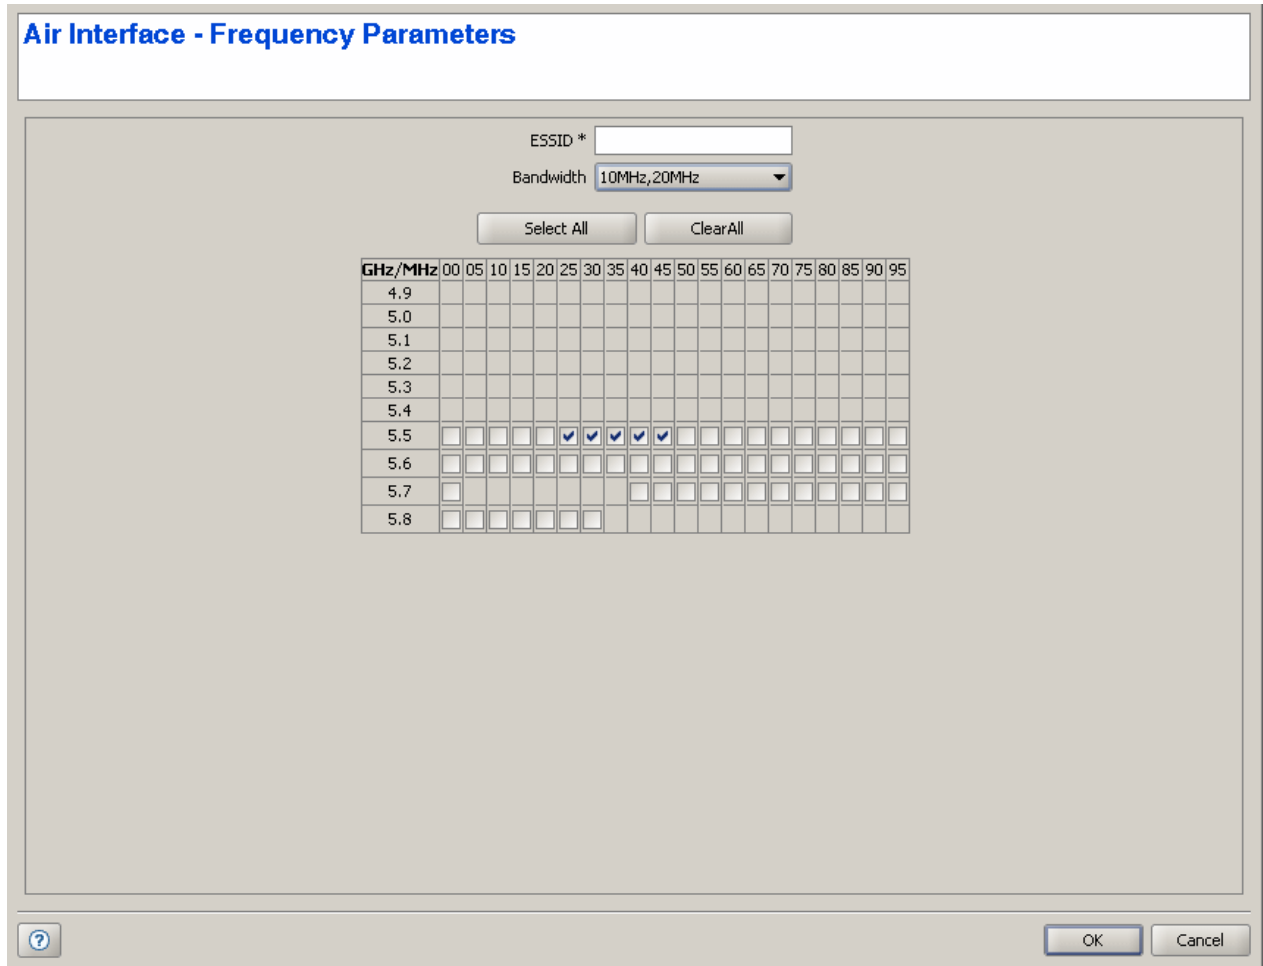 Air Interface - Frequency Parameters
ESSID *
Bandwidth 10MHz,20MHz
Select All ClearAll
GHz/MHz 00 05 10 15 20 25 30 35 40 45 50 55 60 65 70 75 80 85 90 95
4.9
5.0
5.1
5.2
5.3
5.4
5.5
5.6
5.7
5.8
? OK Cancel